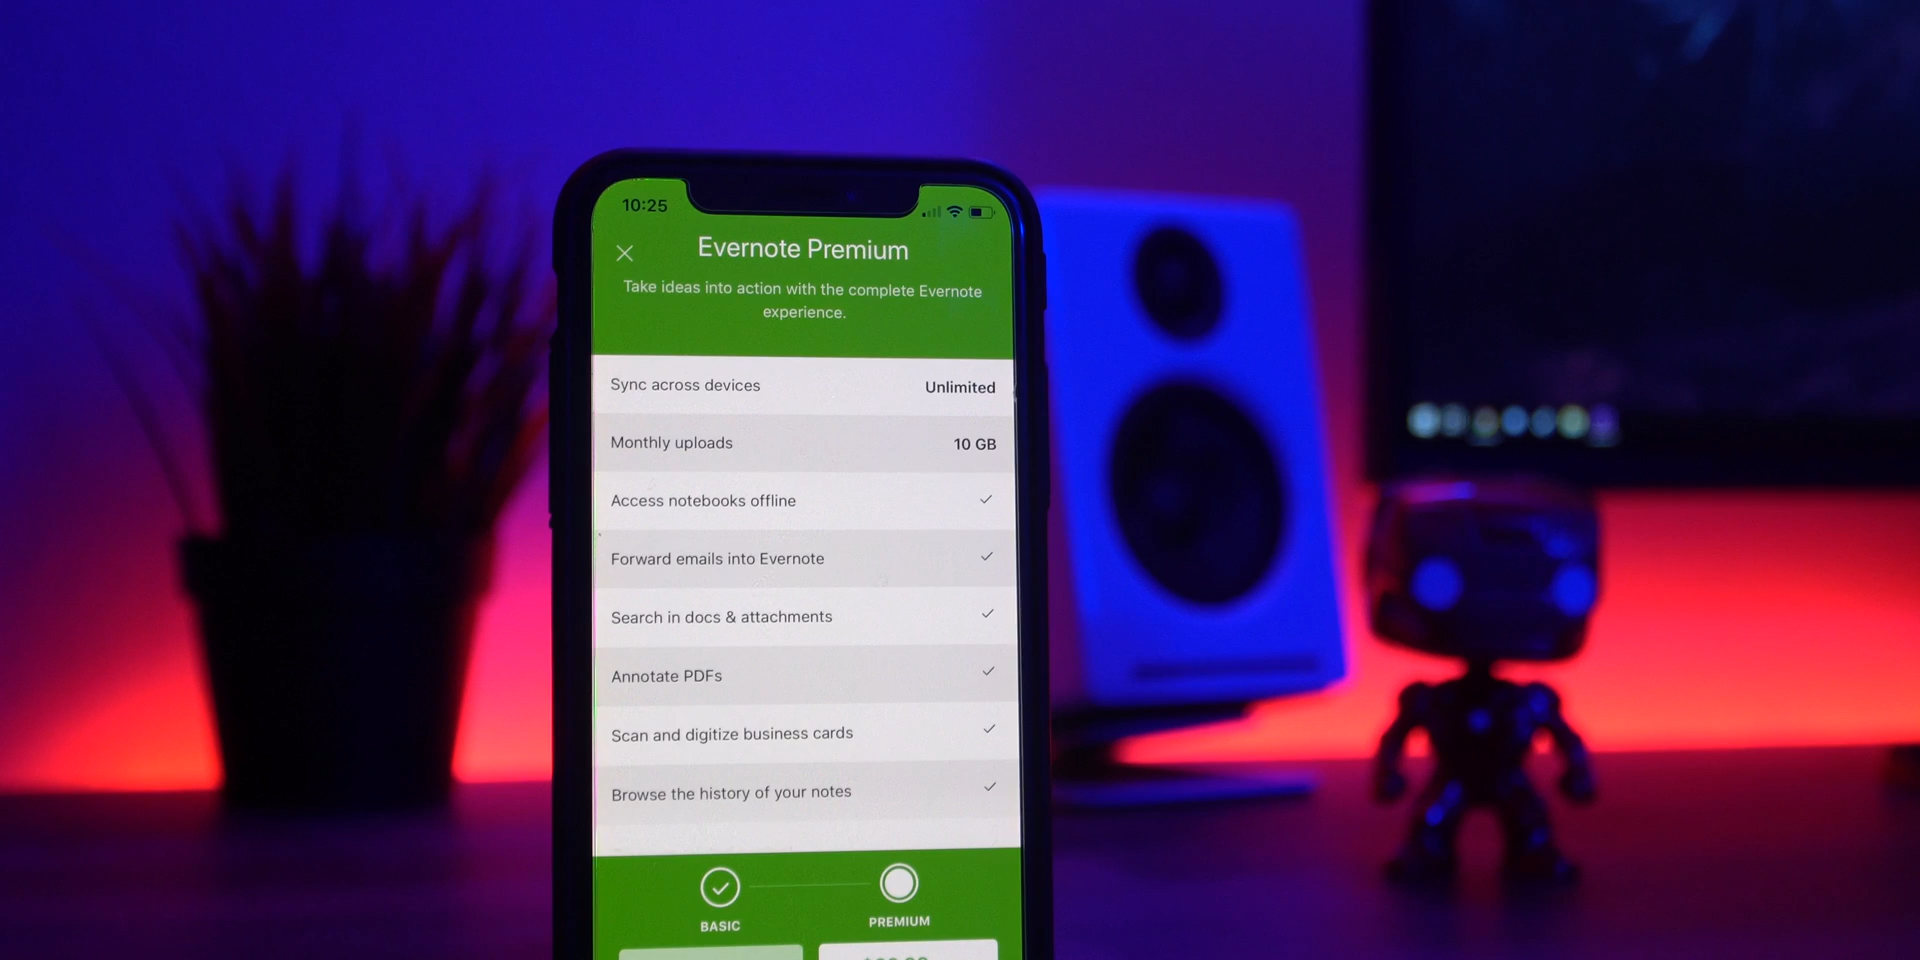 10:25
Evernote Premium
Take ideas into action with the complete Evernote
experience.
Sync across devices Unlimited
Monthly uploads 10 GB
Access notebooks offline
Forward emails into Evernote
Search in docs & attachments
Annotate PDFs
Scan and digitize business cards
Browse the history of your notes
BASIC PREMIUM